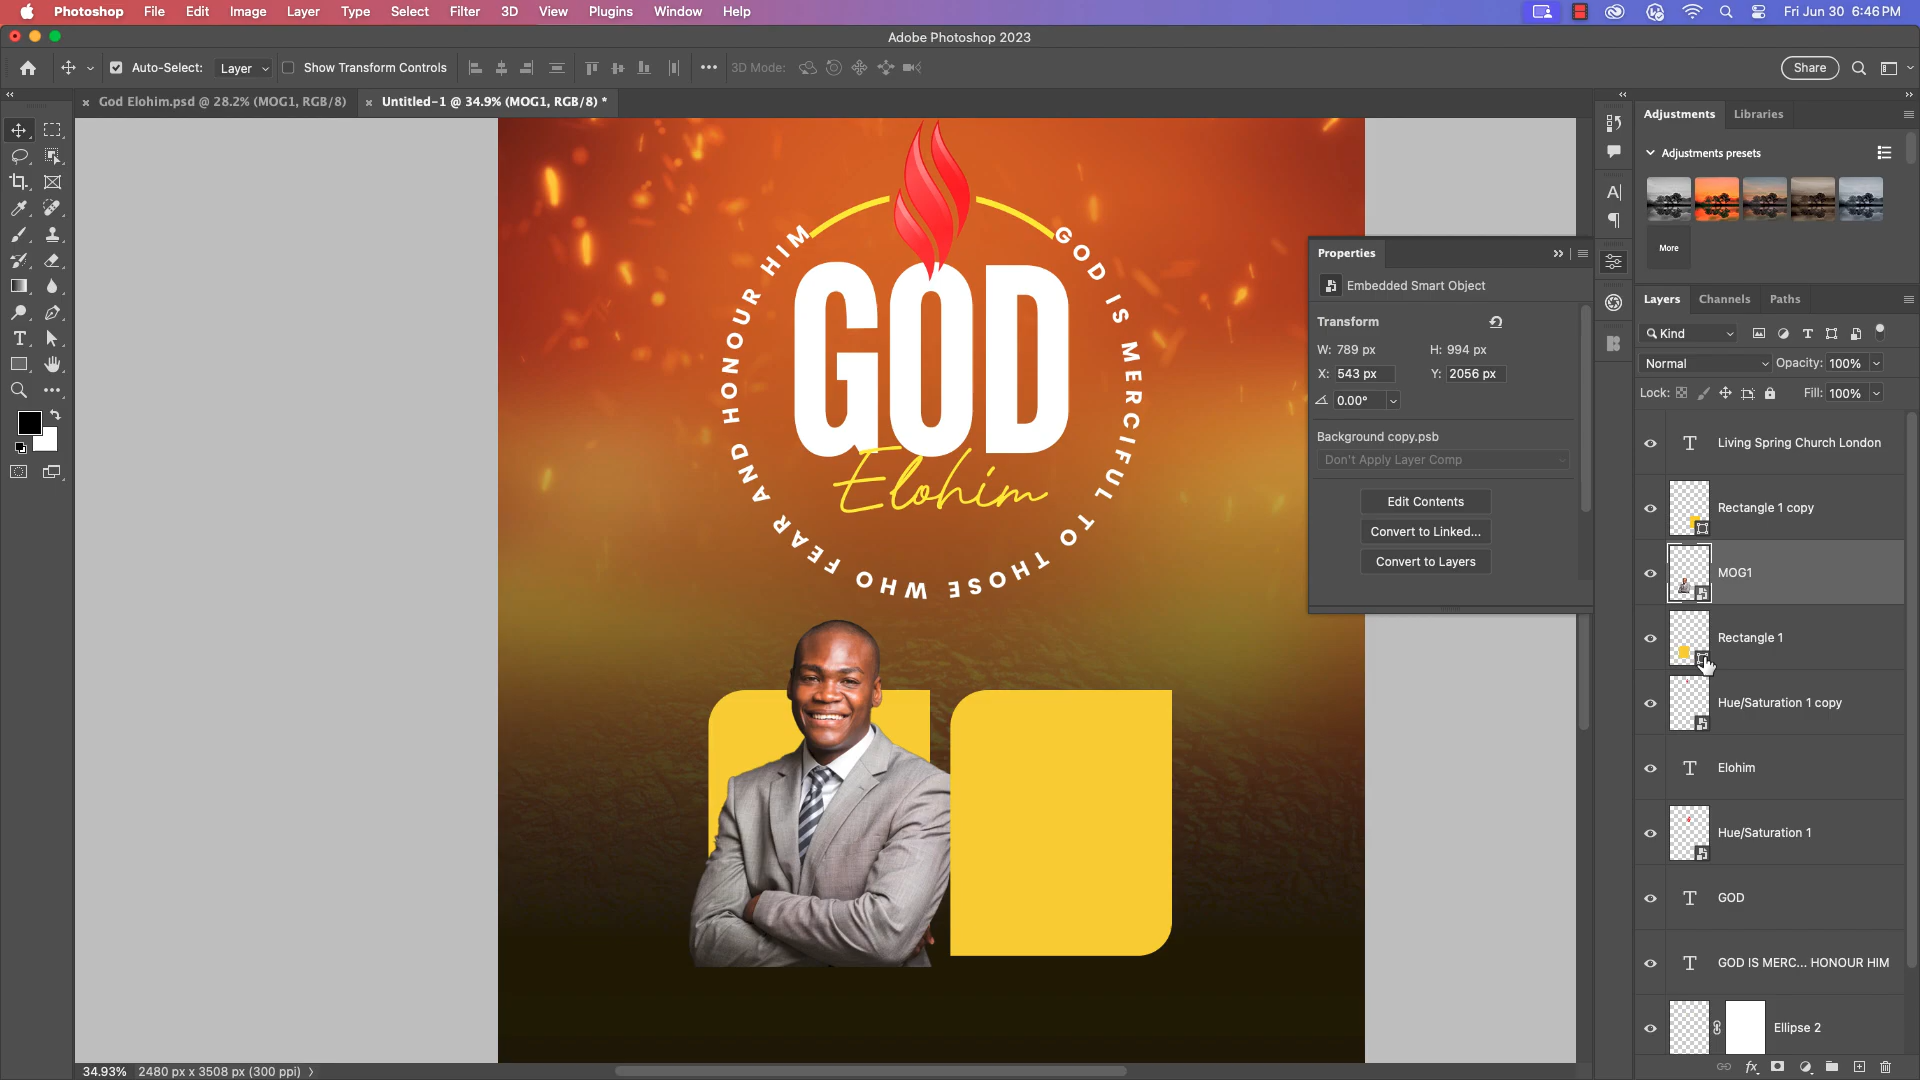 Photoshop File Edit Image Layer Type Select Filter 3D View Plugins Window Help Fri Jun 30 6:46 PM
Adobe Photoshop 2023
Auto-Select: Layer Show Transform Controls 3D Mode: Share
God Elohim.psd @ 28.2% (MOG1, RGB/8) Untitled-1 @ 34.9% (MOG1, RGB/8) *
GOD IS MERCIFUL TO THOSE WHO FEAR AND HONOUR HIM
GOD
Elohim
Properties
Embedded Smart Object
Transform
W: 789 px H: 994 px
X: 543 px Y: 2056 px
0.00°
Background copy.psb
Don't Apply Layer Comp
Edit Contents
Convert to Linked...
Convert to Layers
Adjustments Libraries
Adjustments presets
More
Layers Channels Paths
Kind
Normal Opacity: 100%
Lock: Fill: 100%
T Living Spring Church London
Rectangle 1 copy
MOG1
Rectangle 1
Hue/Saturation 1 copy
T Elohim
Hue/Saturation 1
T GOD
T GOD IS MERC... HONOUR HIM
Ellipse 2
fx
34.93% 2480 px x 3508 px (300 ppi)